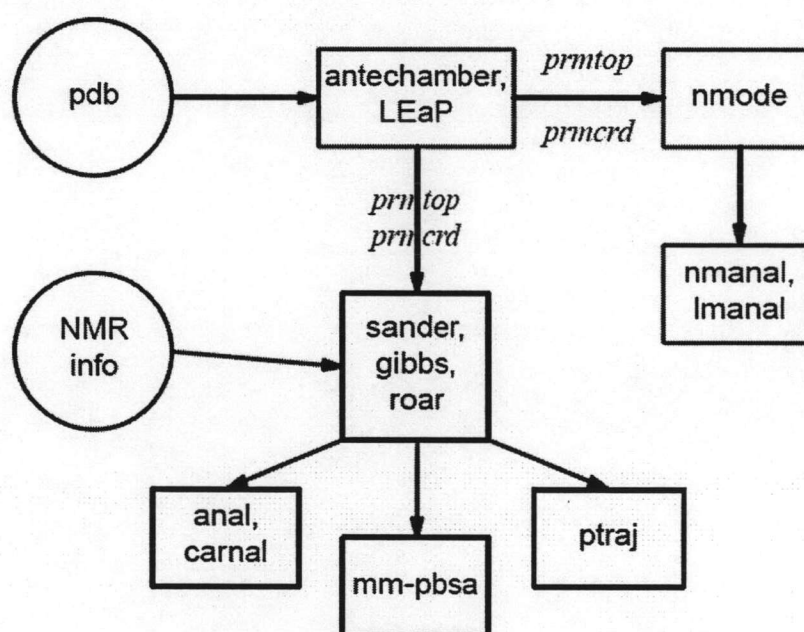 pdb
antechamber,
LEaP
prmtop
prmcrd
nmode
prmtop
prmcrd
nmanal,
lmanal
NMR
info
sander,
gibbs,
roar
anal,
carnal
mm-pbsa
ptraj